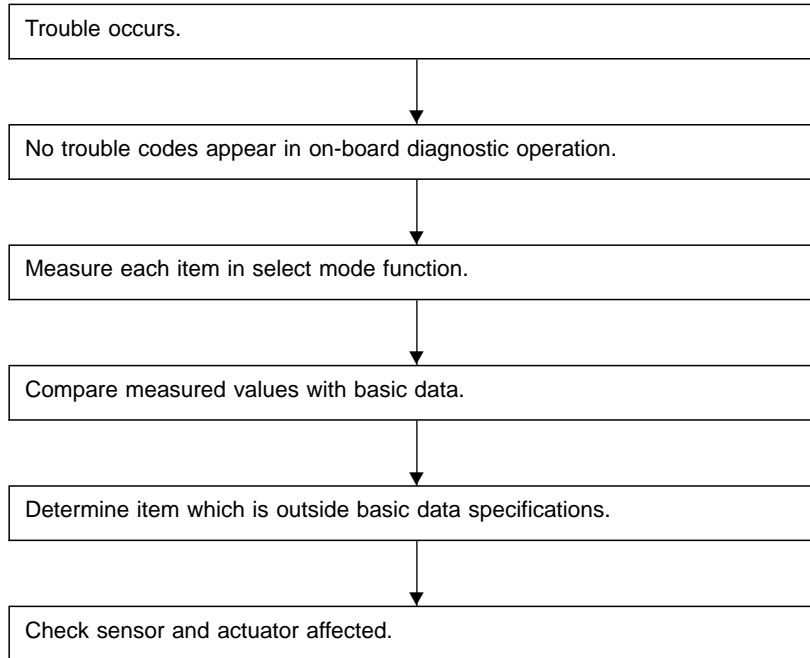 Trouble occurs.
No trouble codes appear in on-board diagnostic operation.
Measure each item in select mode function.
Compare measured values with basic data.
Determine item which is outside basic data specifications.
Check sensor and actuator affected.